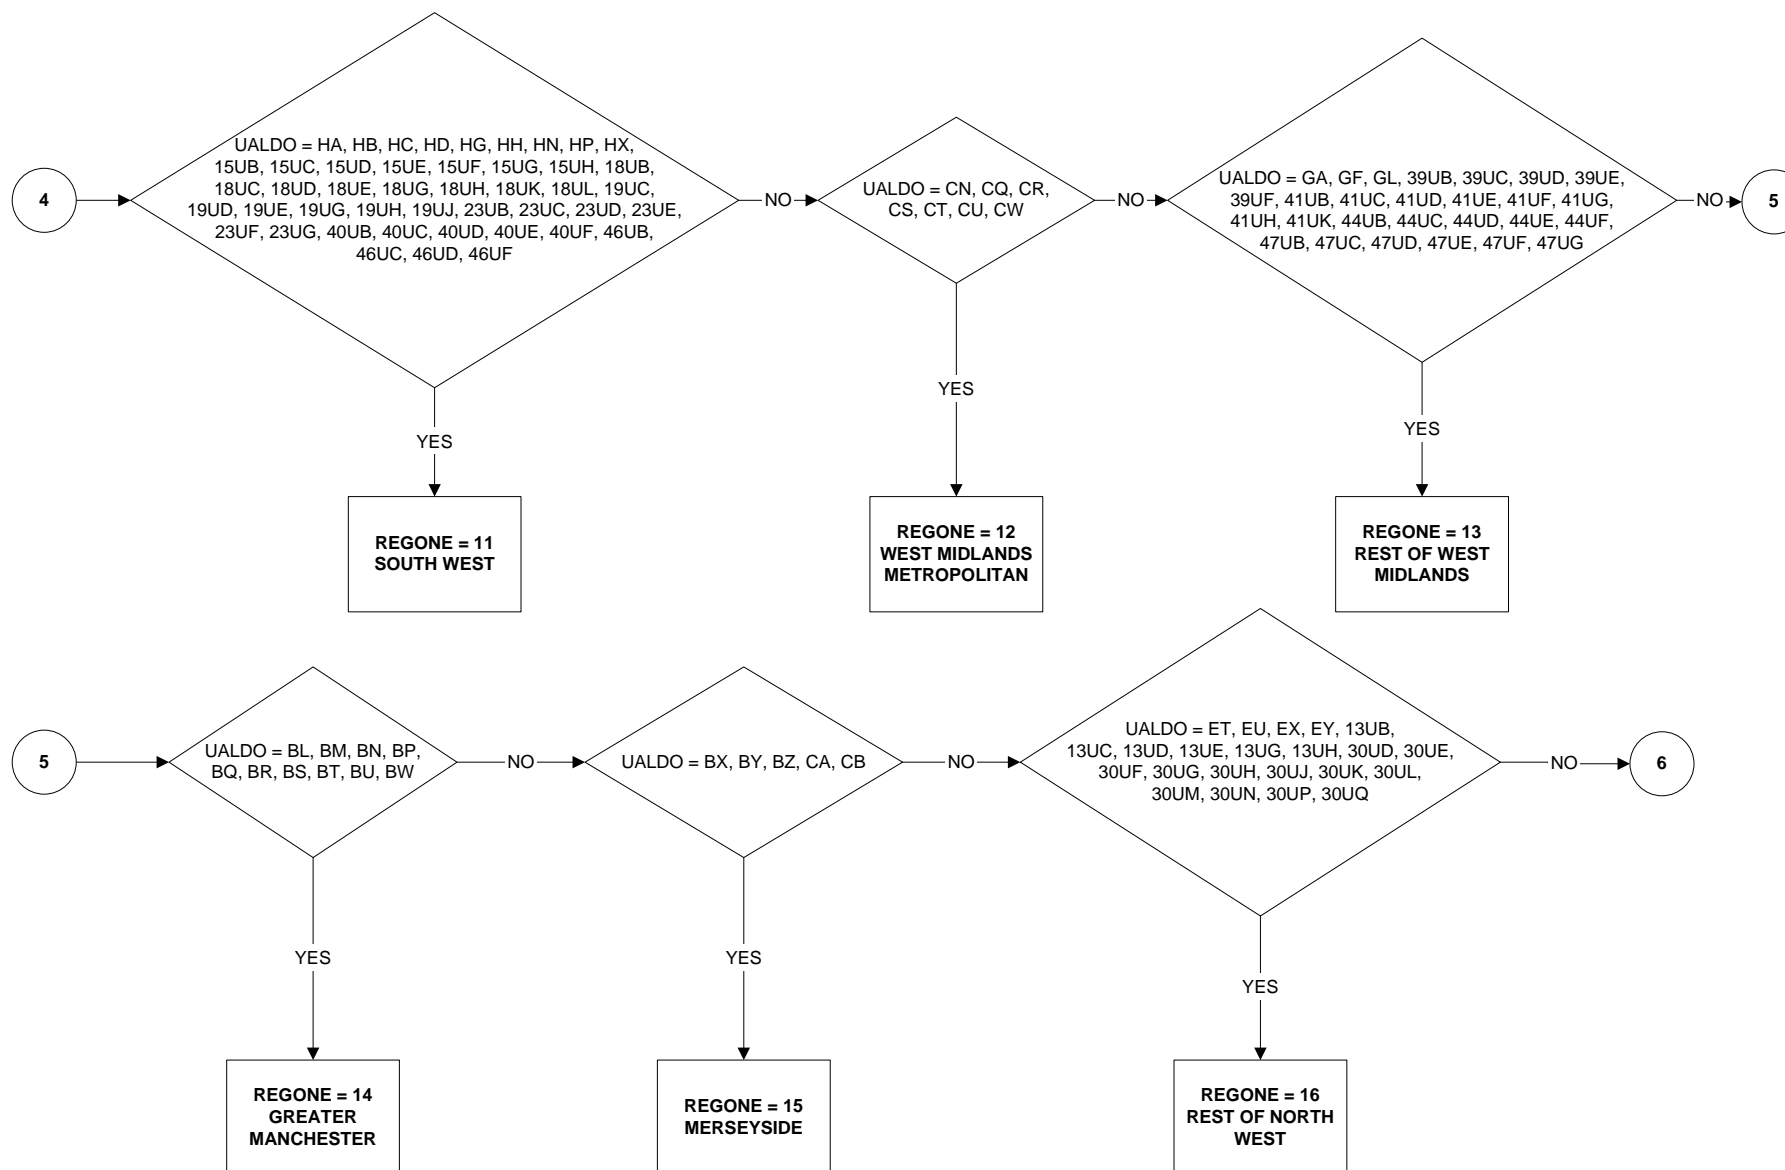 4
UALDO = HA, HB, HC, HD, HG, HH, HN, HP, HX,
15UB, 15UC, 15UD, 15UE, 15UF, 15UG, 15UH, 18UB,
18UC, 18UD, 18UE, 18UG, 18UH, 18UK, 18UL, 19UC,
19UD, 19UE, 19UG, 19UH, 19UJ, 23UB, 23UC, 23UD, 23UE,
23UF, 23UG, 40UB, 40UC, 40UD, 40UE, 40UF, 46UB,
46UC, 46UD, 46UF
NO
UALDO = CN, CQ, CR,
CS, CT, CU, CW
NO
UALDO = GA, GF, GL, 39UB, 39UC, 39UD, 39UE,
39UF, 41UB, 41UC, 41UD, 41UE, 41UF, 41UG,
41UH, 41UK, 44UB, 44UC, 44UD, 44UE, 44UF,
47UB, 47UC, 47UD, 47UE, 47UF, 47UG
NO
5
YES
YES
YES
REGONE = 11
SOUTH WEST
REGONE = 12
WEST MIDLANDS
METROPOLITAN
REGONE = 13
REST OF WEST
MIDLANDS
5
UALDO = BL, BM, BN, BP,
BQ, BR, BS, BT, BU, BW
NO
UALDO = BX, BY, BZ, CA, CB
NO
UALDO = ET, EU, EX, EY, 13UB,
13UC, 13UD, 13UE, 13UG, 13UH, 30UD, 30UE,
30UF, 30UG, 30UH, 30UJ, 30UK, 30UL,
30UM, 30UN, 30UP, 30UQ
NO
6
YES
YES
YES
REGONE = 14
GREATER
MANCHESTER
REGONE = 15
MERSEYSIDE
REGONE = 16
REST OF NORTH
WEST